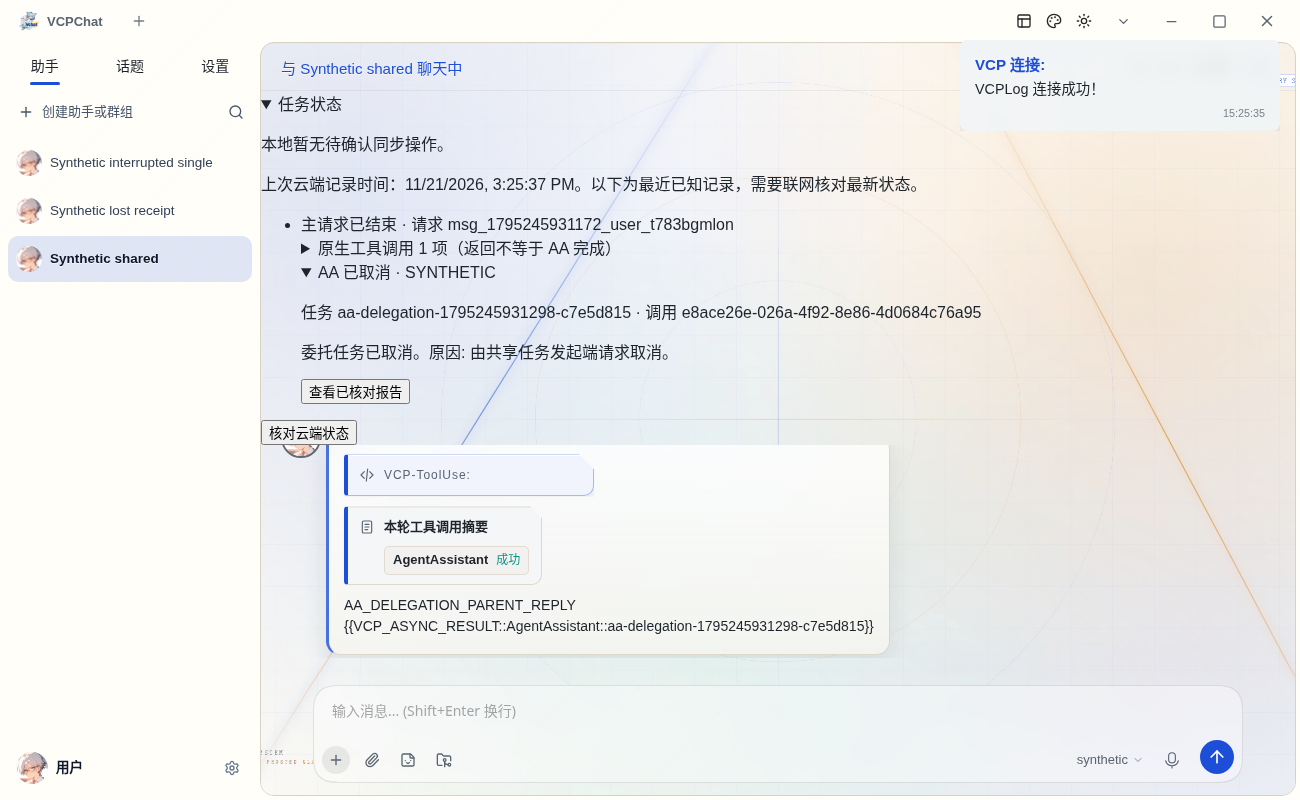 VCPChat
助手
话题
设置
创建助手或群组
Synthetic interrupted single
Synthetic lost receipt
Synthetic shared
用户
与 Synthetic shared 聊天中
VCP 连接:
VCPLog 连接成功!
15:25:35
任务状态
本地暂无待确认同步操作。
上次云端记录时间：11/21/2026, 3:25:37 PM。以下为最近已知记录，需要联网核对最新状态。
主请求已结束 · 请求 msg_1795245931172_user_t783bgmlon
原生工具调用 1 项（返回不等于 AA 完成）
AA 已取消 · SYNTHETIC
任务 aa-delegation-1795245931298-c7e5d815 · 调用 e8ace26e-026a-4f92-8e86-4d0684c76a95
委托任务已取消。原因: 由共享任务发起端请求取消。
查看已核对报告
核对云端状态
VCP-ToolUse:
本轮工具调用摘要
AgentAssistant 成功
AA_DELEGATION_PARENT_REPLY
{{VCP_ASYNC_RESULT::AgentAssistant::aa-delegation-1795245931298-c7e5d815}}
输入消息... (Shift+Enter 换行)
synthetic